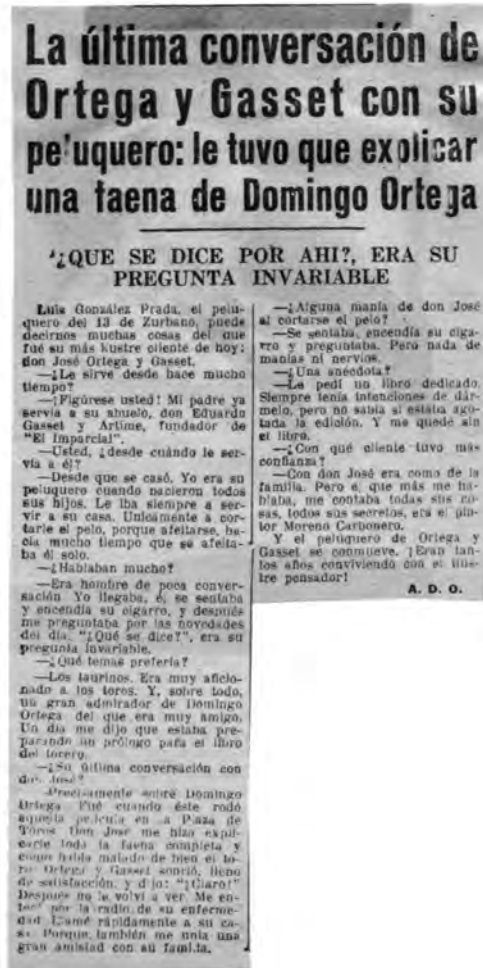 La última conversación de
Ortega y Gasset con su
pe'uquero: le tuvo que explicar
una faena de Domingo Ortega
'¿QUE SE DICE POR AHI?, ERA SU
PREGUNTA INVARIABLE
Luis González Prada, el pelu-
quero del 13 de Zurbano, puede
decirnos muchas cosas del que
fué su más ilustre cliente de hoy:
don José Ortega y Gasset.
—¿Le sirve desde hace mucho
tiempo?
—¡Figúrese usted! Mi padre ya
servía a su abuelo, don Eduardo
Gasset y Artime, fundador de
"El Imparcial".
—Usted, ¿desde cuándo le ser-
vía a él?
—Desde que se casó. Yo era su
peluquero cuando nacieron todos
sus hijos. Le iba siempre a ser-
vir a su casa. Unicamente a cor-
tarle el pelo, porque afeitarse, ha-
cía mucho tiempo que se afeita-
ba él solo.
—¿Hablaban mucho?
—Era hombre de poca conver-
sación Yo llegaba, él se sentaba
y encendía su cigarro, y después
me preguntaba por las novedades
del día. "¿Qué se dice?", era su
pregunta invariable.
—¿Qué temas prefería?
—Los taurinos. Era muy aficio-
nado a los toros. Y, sobre todo,
un gran admirador de Domingo
Ortega del que era muy amigo.
Un día me dijo que estaba pre-
parando un prólogo para el libro
del torero.
—¿Su última conversación con
don José?
—Precisamente sobre Domingo
Ortega Fué cuando éste rodó
aquella película en la Plaza de
Toros Don José me hizo expli-
carle toda la faena completa y
como había matado de bien el to-
ro Ortega y Gasset sonrió, lleno
de satisfacción, y dijo: "¡Claro!"
Después no le volví a ver. Me en-
teré por la radio de su enferme-
dad Llamé rápidamente a su ca-
sa. Porque también me unía una
gran amistad con su familia.
—¿Alguna manía de don José
al cortarse el pelo?
—Se sentaba, encendía su ciga-
rro y preguntaba. Pero nada de
manías ni nervios.
—¿Una anécdota?
—Le pedí un libro dedicado.
Siempre tenía intenciones de dár-
melo, pero no sabía si estaba ago-
tada la edición. Y me quedé sin
el libro.
—¿Con qué cliente tuvo más
confianza?
—Con don José era como de la
familia. Pero el que más me ha-
blaba, me contaba todas sus co-
sas, todos sus secretos, era el pin-
tor Moreno Carbonero.
Y el peluquero de Ortega y
Gasset se conmueve. ¡Eran tan-
tos años conviviendo con el ilus-
tre pensador!
A. D. O.